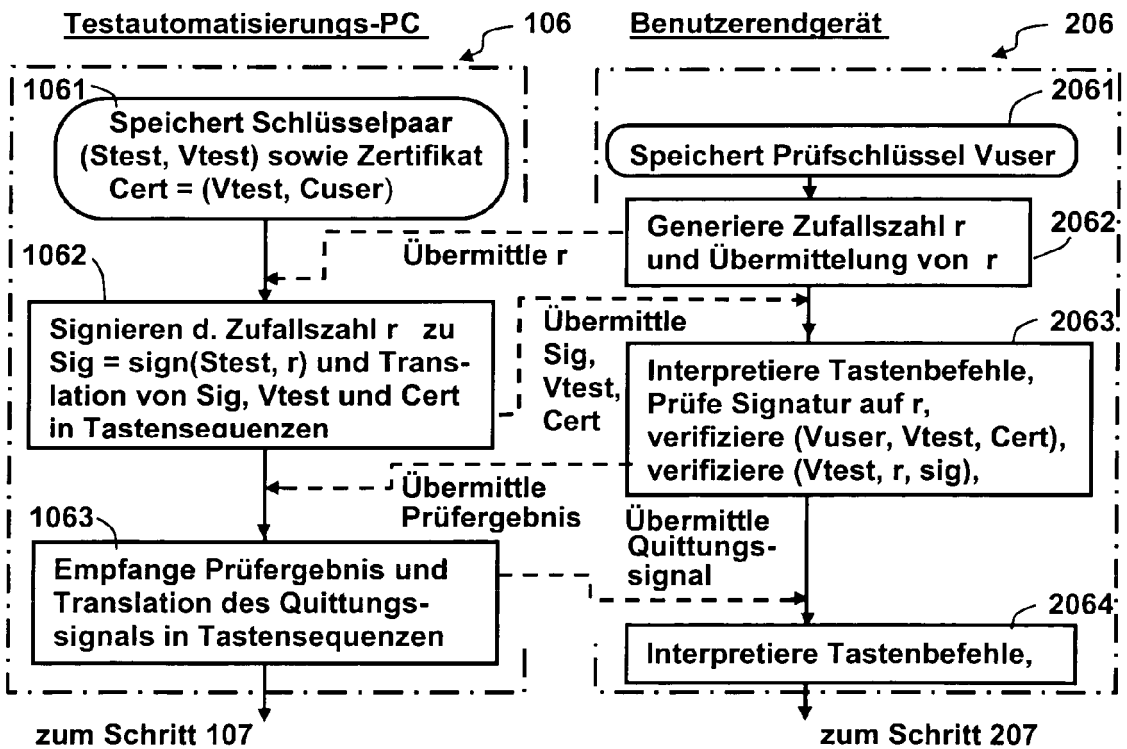 Testautomatisierungs-PC
106
Benutzerendgerät
206
1061
Speichert Schlüsselpaar
(Stest, Vtest) sowie Zertifikat
Cert = (Vtest, Cuser)
2061
Speichert Prüfschlüssel Vuser
Generiere Zufallszahl r
und Übermittelung von r
2062
Übermittle r
1062
Signieren d. Zufallszahl r zu
Sig = sign(Stest, r) und Trans-
lation von Sig, Vtest und Cert
in Tastensequenzen
Übermittle
Sig,
Vtest,
Cert
2063
Interpretiere Tastenbefehle,
Prüfe Signatur auf r,
verifiziere (Vuser, Vtest, Cert),
verifiziere (Vtest, r, sig),
Übermittle
Prüfergebnis
1063
Empfange Prüfergebnis und
Translation des Quittungs-
signals in Tastensequenzen
Übermittle
Quittungs-
signal
2064
Interpretiere Tastenbefehle,
zum Schritt 107
zum Schritt 207